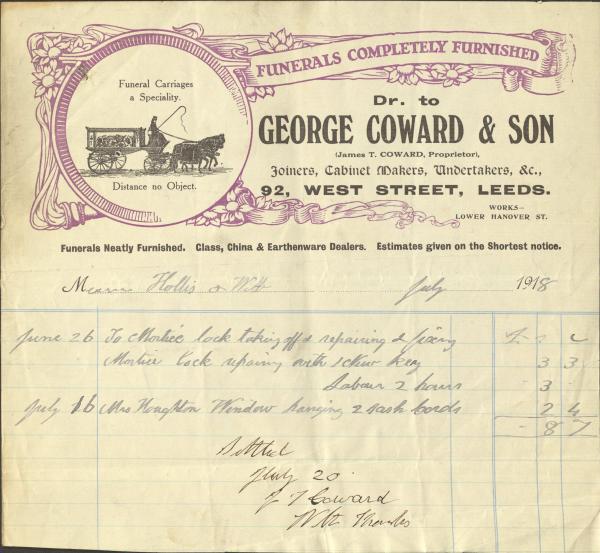 FUNERALS COMPLETELY FURNISHED
Funeral Carriages
a Speciality.
Distance no Object.
Dr. to
GEORGE COWARD & SON
(James T. COWARD, Proprietor),
Joiners, Cabinet Makers, Undertakers, &c.,
92, WEST STREET, LEEDS.
WORKS—
LOWER HANOVER ST.
Funerals Neatly Furnished. Glass, China & Earthenware Dealers. Estimates given on the Shortest notice.
Messrs Hollis & Webb July 1918
June 26 To Mortice lock taking off & repairing & fixing
Mortice lock repairing with 1 new key 3 3
Labour 2 hours 3 -
July 16 Mrs Houghton Window hanging 2 sash cords 2 4
- 8 7
Settled
July 20
J T Coward
With Thanks